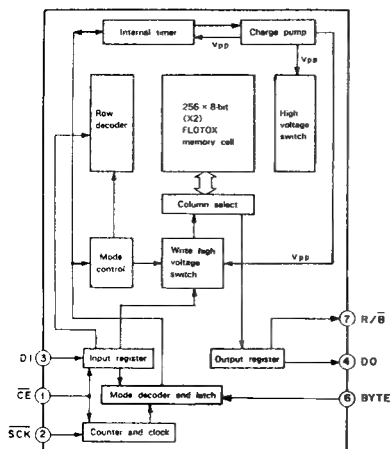 Internal timer
Charge pump
Vpp
Vpp
Row
decoder
256 × 8-bit
(X2)
FLOTOX
memory cell
High
voltage
switch
Column select
Mode
control
Write high
voltage
switch
Vpp
7 R/B̅
DI 3
Input register
Output register
4 DO
C̅E̅ 1
Mode decoder and latch
6 BYTE
S̅C̅K̅ 2
Counter and clock